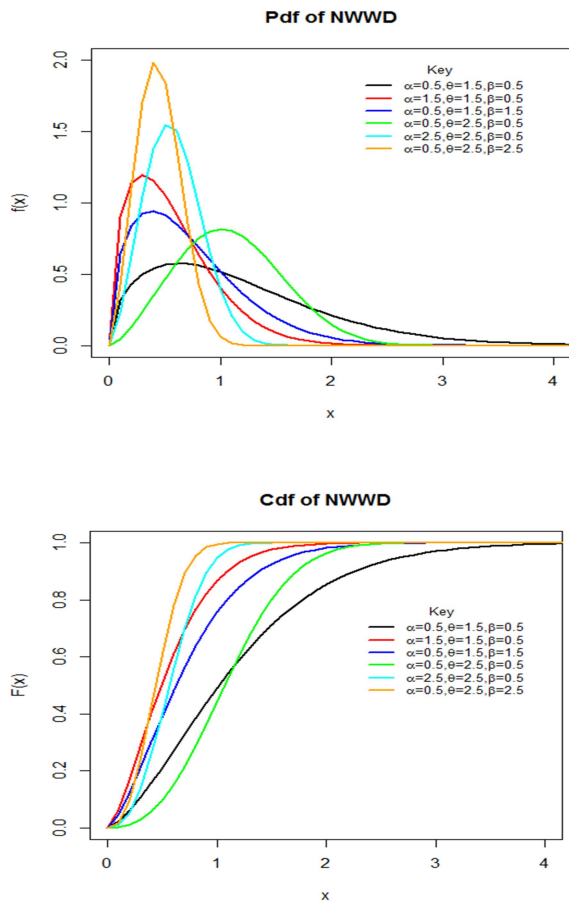 Pdf of NWWD
f(x)
2.0
1.5
1.0
0.5
0.0
Key
α=0.5,θ=1.5,β=0.5
α=1.5,θ=1.5,β=0.5
α=0.5,θ=1.5,β=1.5
α=0.5,θ=2.5,β=0.5
α=2.5,θ=2.5,β=0.5
α=0.5,θ=2.5,β=2.5
0 1 2 3 4
x
Cdf of NWWD
F(x)
1.0
0.8
0.6
0.4
0.2
0.0
Key
α=0.5,θ=1.5,β=0.5
α=1.5,θ=1.5,β=0.5
α=0.5,θ=1.5,β=1.5
α=0.5,θ=2.5,β=0.5
α=2.5,θ=2.5,β=0.5
α=0.5,θ=2.5,β=2.5
0 1 2 3 4
x